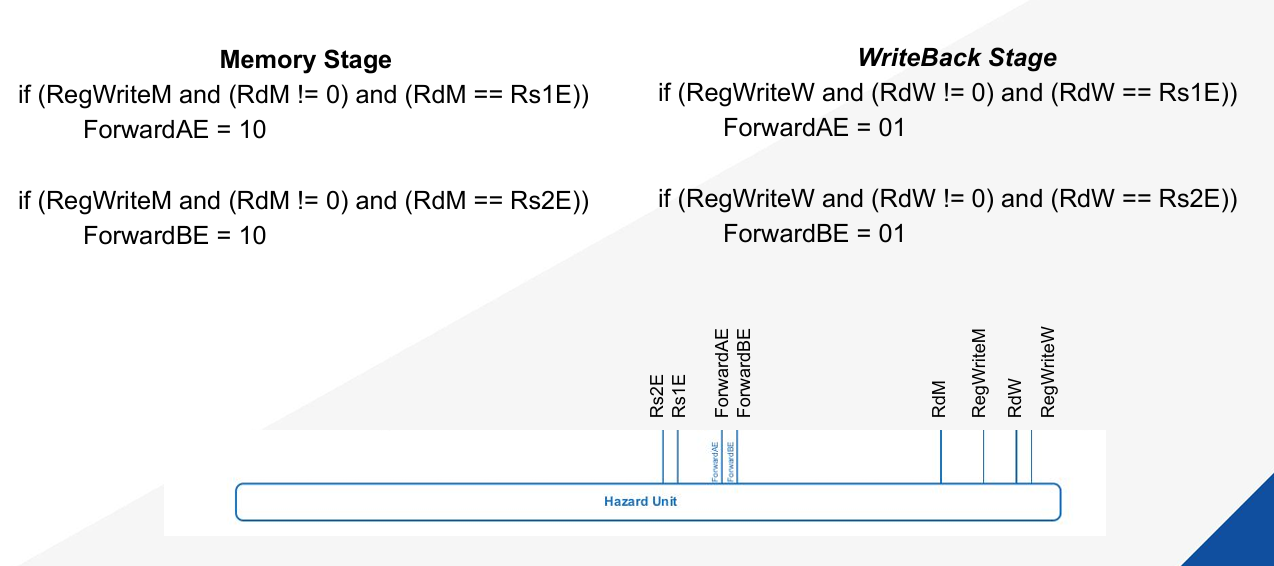 Memory Stage
if (RegWriteM and (RdM != 0) and (RdM == Rs1E))
ForwardAE = 10
if (RegWriteM and (RdM != 0) and (RdM == Rs2E))
ForwardBE = 10
WriteBack Stage
if (RegWriteW and (RdW != 0) and (RdW == Rs1E))
ForwardAE = 01
if (RegWriteW and (RdW != 0) and (RdW == Rs2E))
ForwardBE = 01
Rs2E
Rs1E
ForwardAE
ForwardBE
RdM
RegWriteM
RdW
RegWriteW
ForwardAE
ForwardBE
Hazard Unit